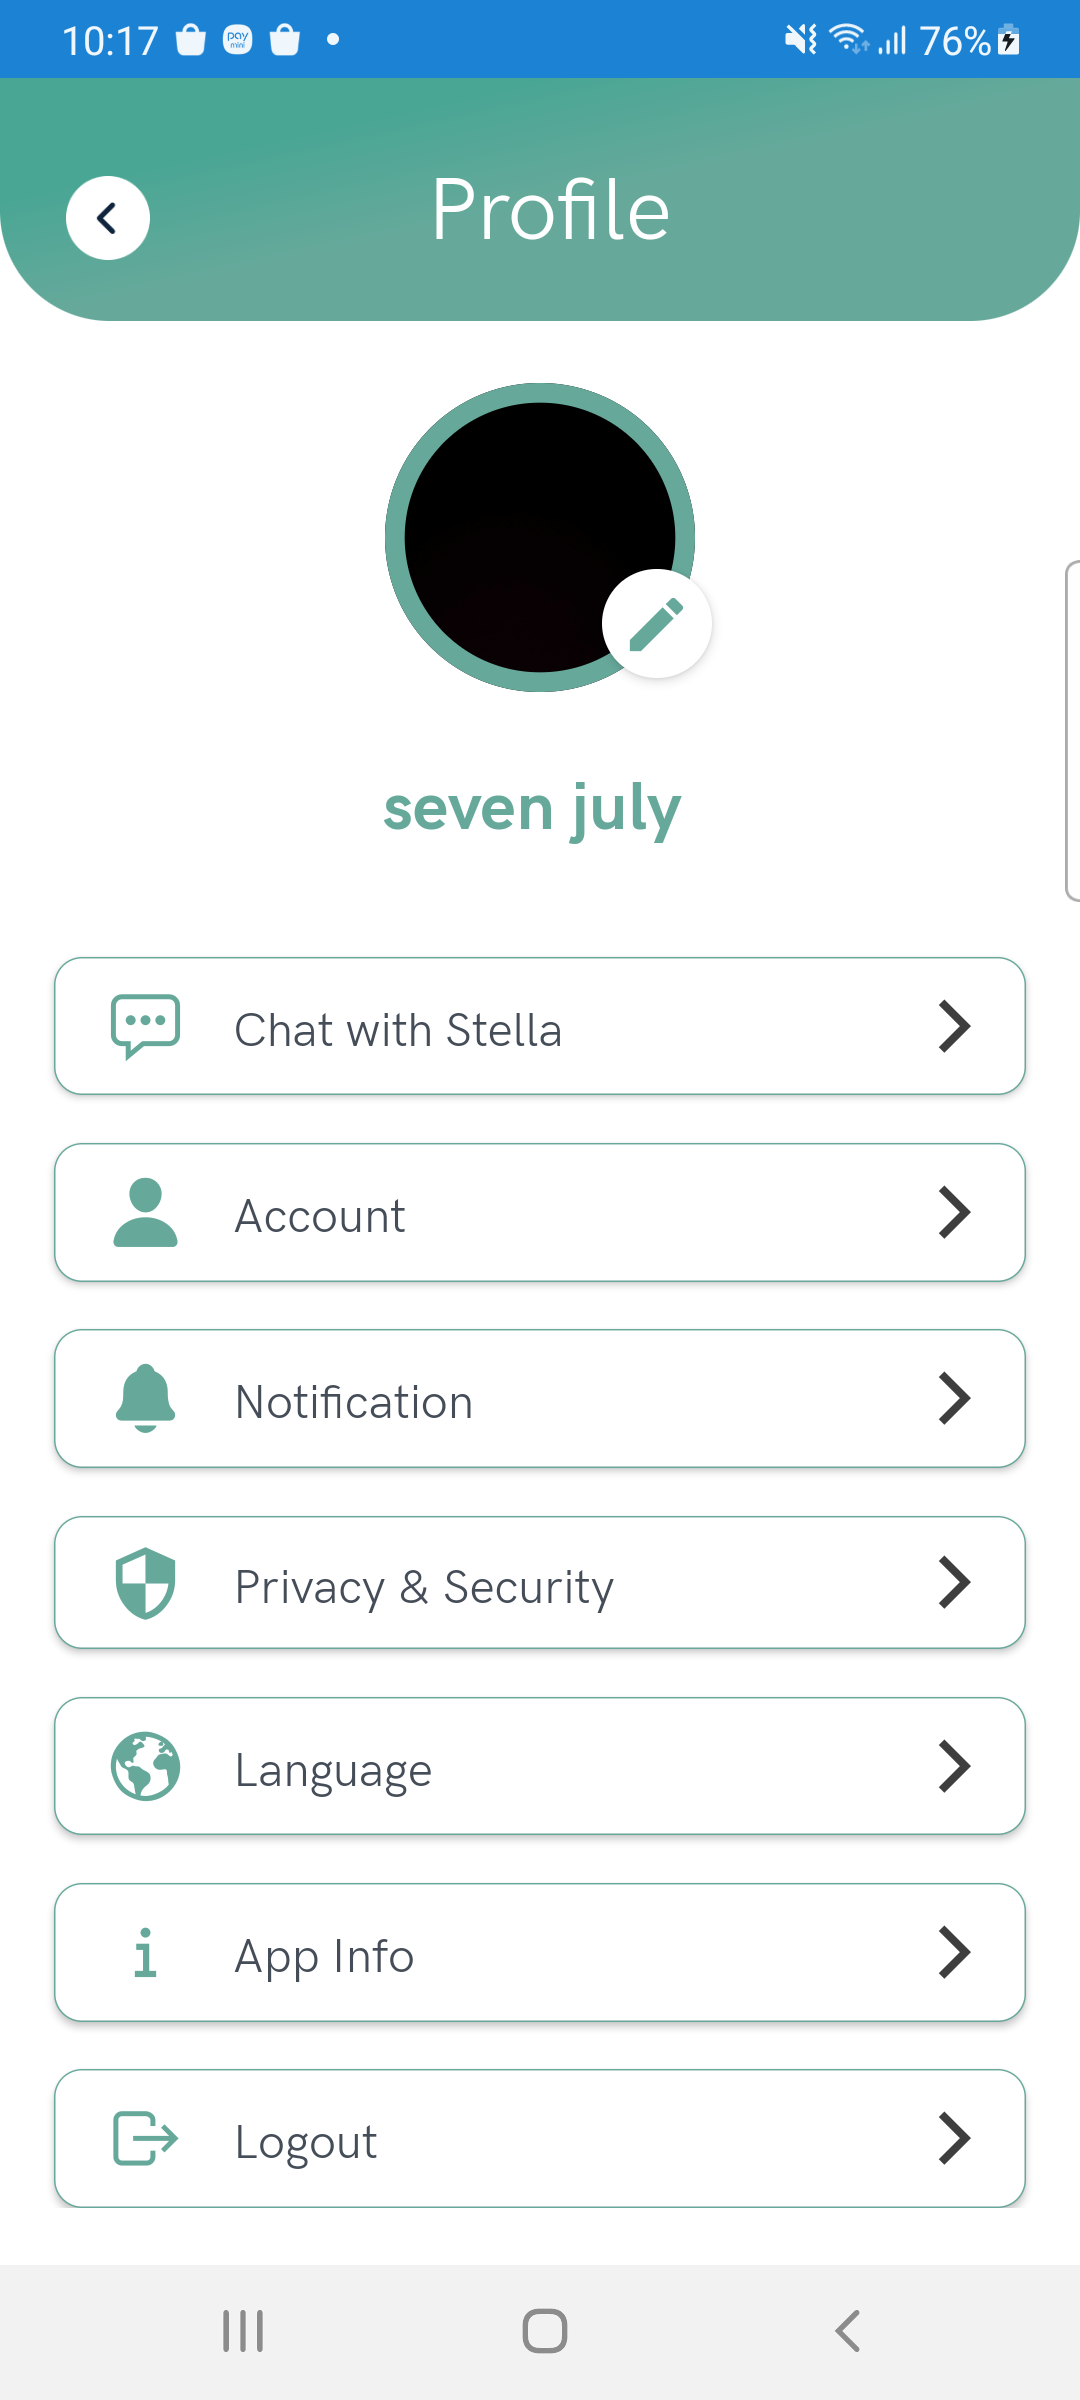 10:17
pay
mini
76%
Profile
seven july
Chat with Stella
Account
Notification
Privacy & Security
Language
App Info
Logout